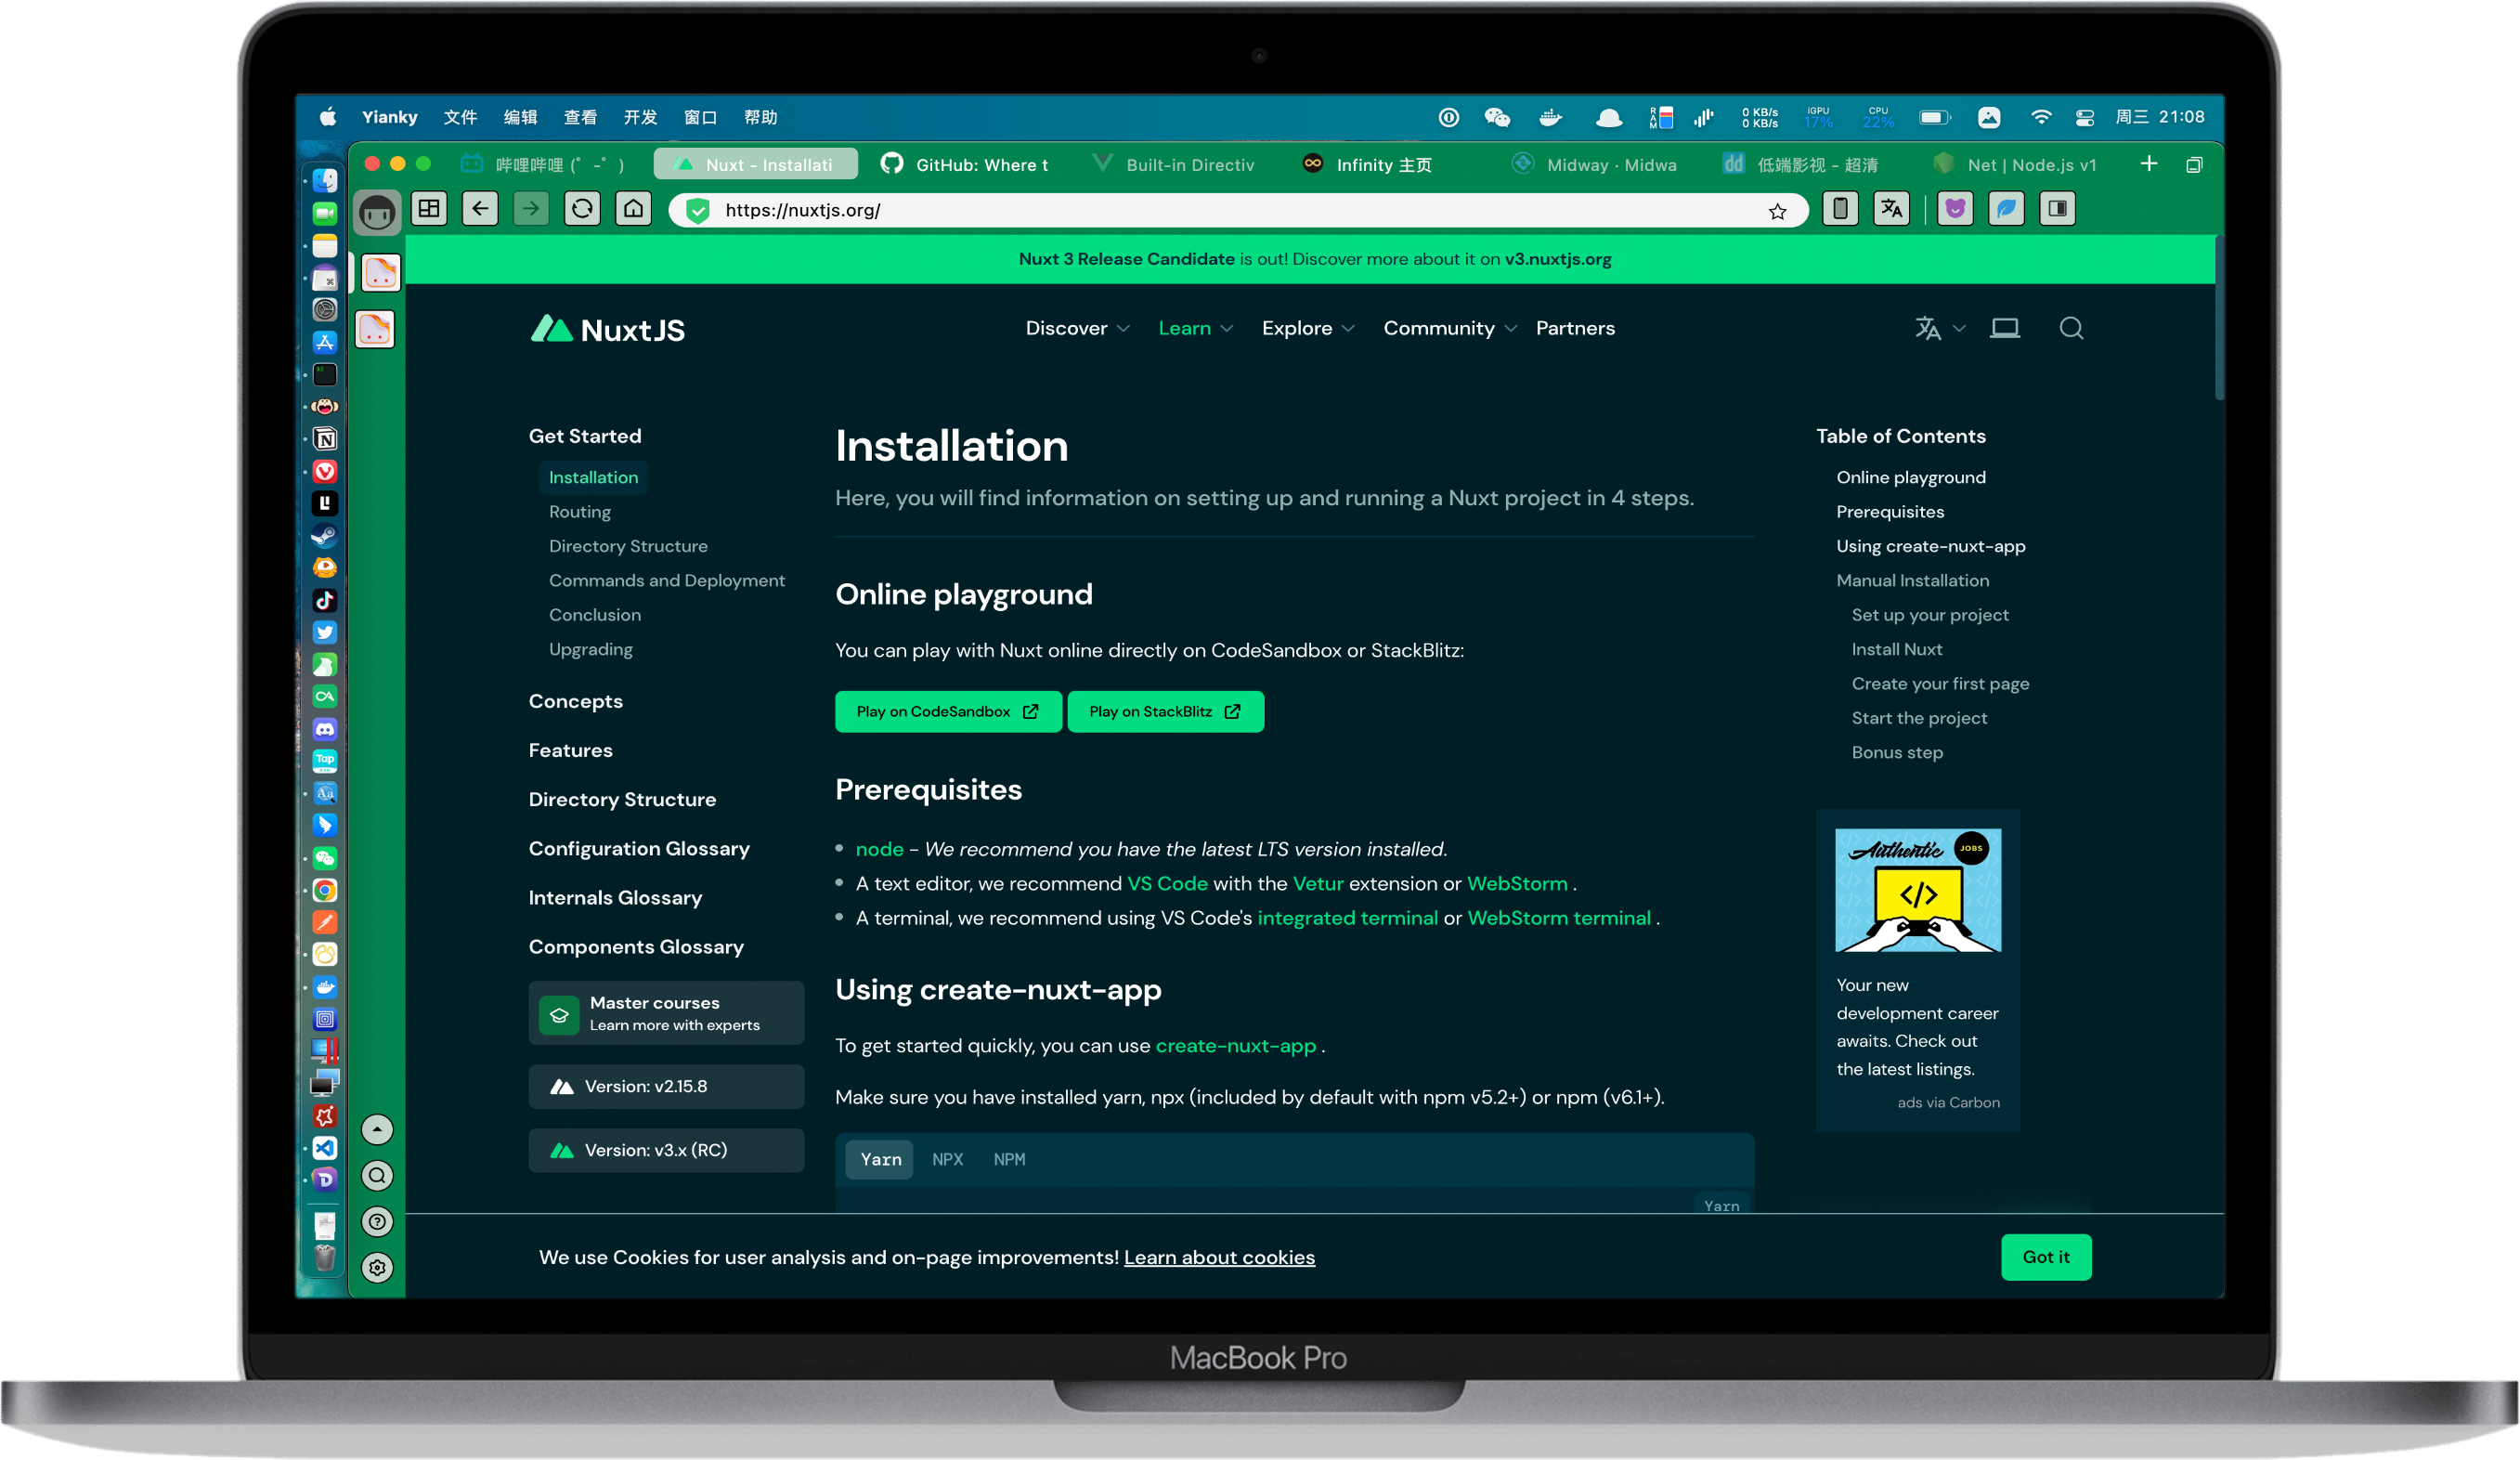 Yianky 文件 编辑 查看 开发 窗口 帮助
RAM 0 KB/s 0 KB/s iGPU 17% CPU 22% 周三 21:08
哔哩哔哩 (゜-゜) Nuxt - Installati GitHub: Where t Built-in Directiv Infinity 主页 Midway · Midwa 低端影视 - 超清 Net | Node.js v1
https://nuxtjs.org/
Nuxt 3 Release Candidate is out! Discover more about it on v3.nuxtjs.org
NuxtJS
Discover Learn Explore Community Partners
Get Started
Installation
Routing
Directory Structure
Commands and Deployment
Conclusion
Upgrading
Concepts
Features
Directory Structure
Configuration Glossary
Internals Glossary
Components Glossary
Master courses
Learn more with experts
Version: v2.15.8
Version: v3.x (RC)
Installation
Here, you will find information on setting up and running a Nuxt project in 4 steps.
Online playground
You can play with Nuxt online directly on CodeSandbox or StackBlitz:
Play on CodeSandbox Play on StackBlitz
Prerequisites
node - We recommend you have the latest LTS version installed.
A text editor, we recommend VS Code with the Vetur extension or WebStorm .
A terminal, we recommend using VS Code's integrated terminal or WebStorm terminal .
Using create-nuxt-app
To get started quickly, you can use create-nuxt-app .
Make sure you have installed yarn, npx (included by default with npm v5.2+) or npm (v6.1+).
Yarn NPX NPM
Yarn
Table of Contents
Online playground
Prerequisites
Using create-nuxt-app
Manual Installation
Set up your project
Install Nuxt
Create your first page
Start the project
Bonus step
Authentic JOBS
</>
Your new
development career
awaits. Check out
the latest listings.
ads via Carbon
We use Cookies for user analysis and on-page improvements! Learn about cookies
Got it
Tap
MacBook Pro